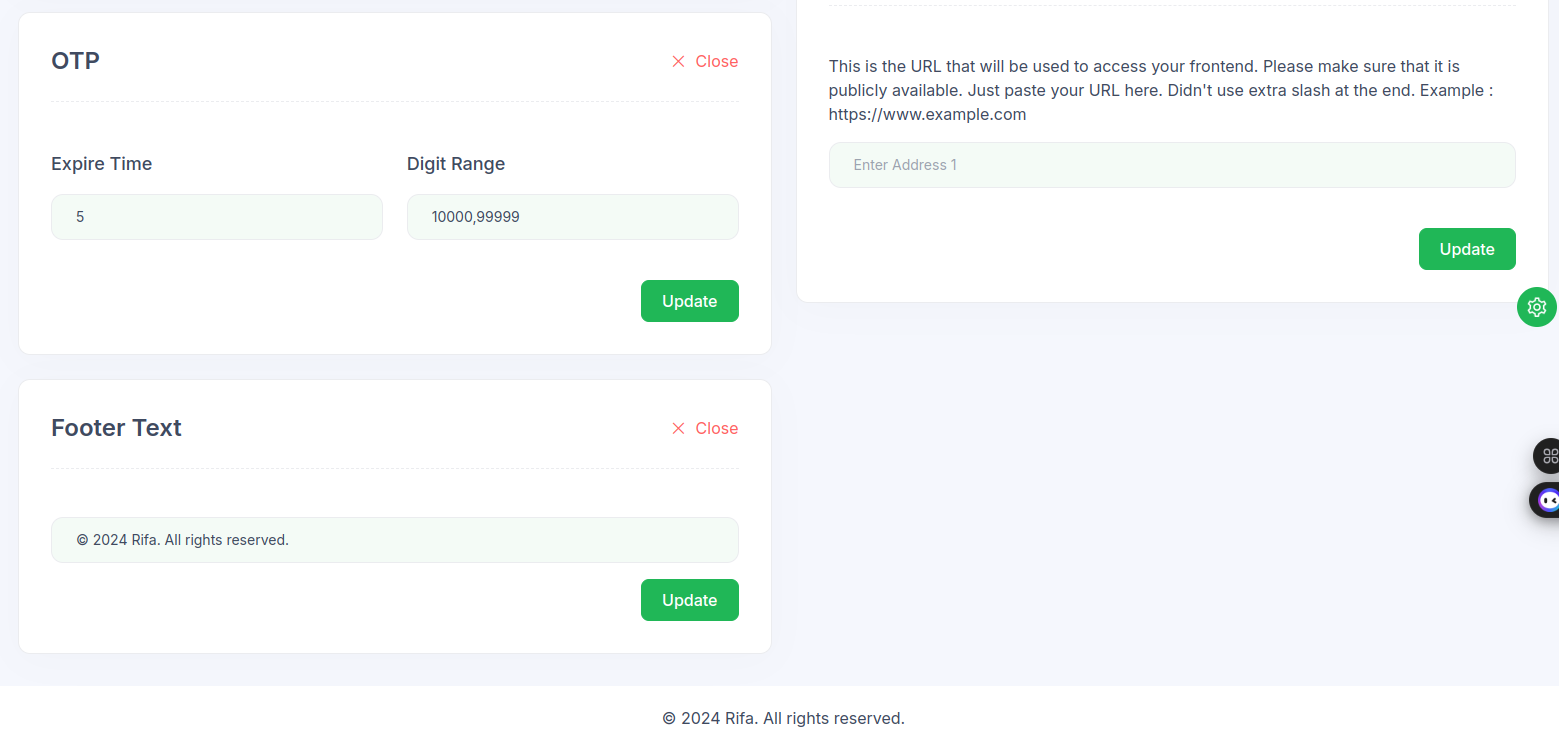 OTP
Close
Expire Time
Digit Range
5
10000,99999
Update
Footer Text
Close
© 2024 Rifa. All rights reserved.
Update
This is the URL that will be used to access your frontend. Please make sure that it is
publicly available. Just paste your URL here. Didn't use extra slash at the end. Example :
https://www.example.com
Enter Address 1
Update
© 2024 Rifa. All rights reserved.